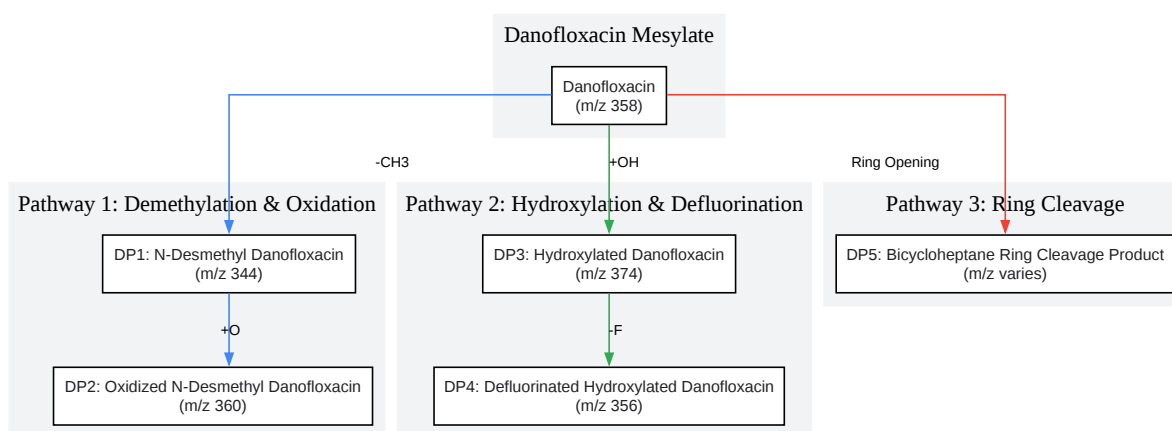 Danofloxacin Mesylate
Danofloxacin
(m/z 358)
-CH3
+OH
Ring Opening
Pathway 1: Demethylation & Oxidation
Pathway 2: Hydroxylation & Defluorination
Pathway 3: Ring Cleavage
DP1: N-Desmethyl Danofloxacin
(m/z 344)
DP3: Hydroxylated Danofloxacin
(m/z 374)
DP5: Bicycloheptane Ring Cleavage Product
(m/z varies)
+O
-F
DP2: Oxidized N-Desmethyl Danofloxacin
(m/z 360)
DP4: Defluorinated Hydroxylated Danofloxacin
(m/z 356)